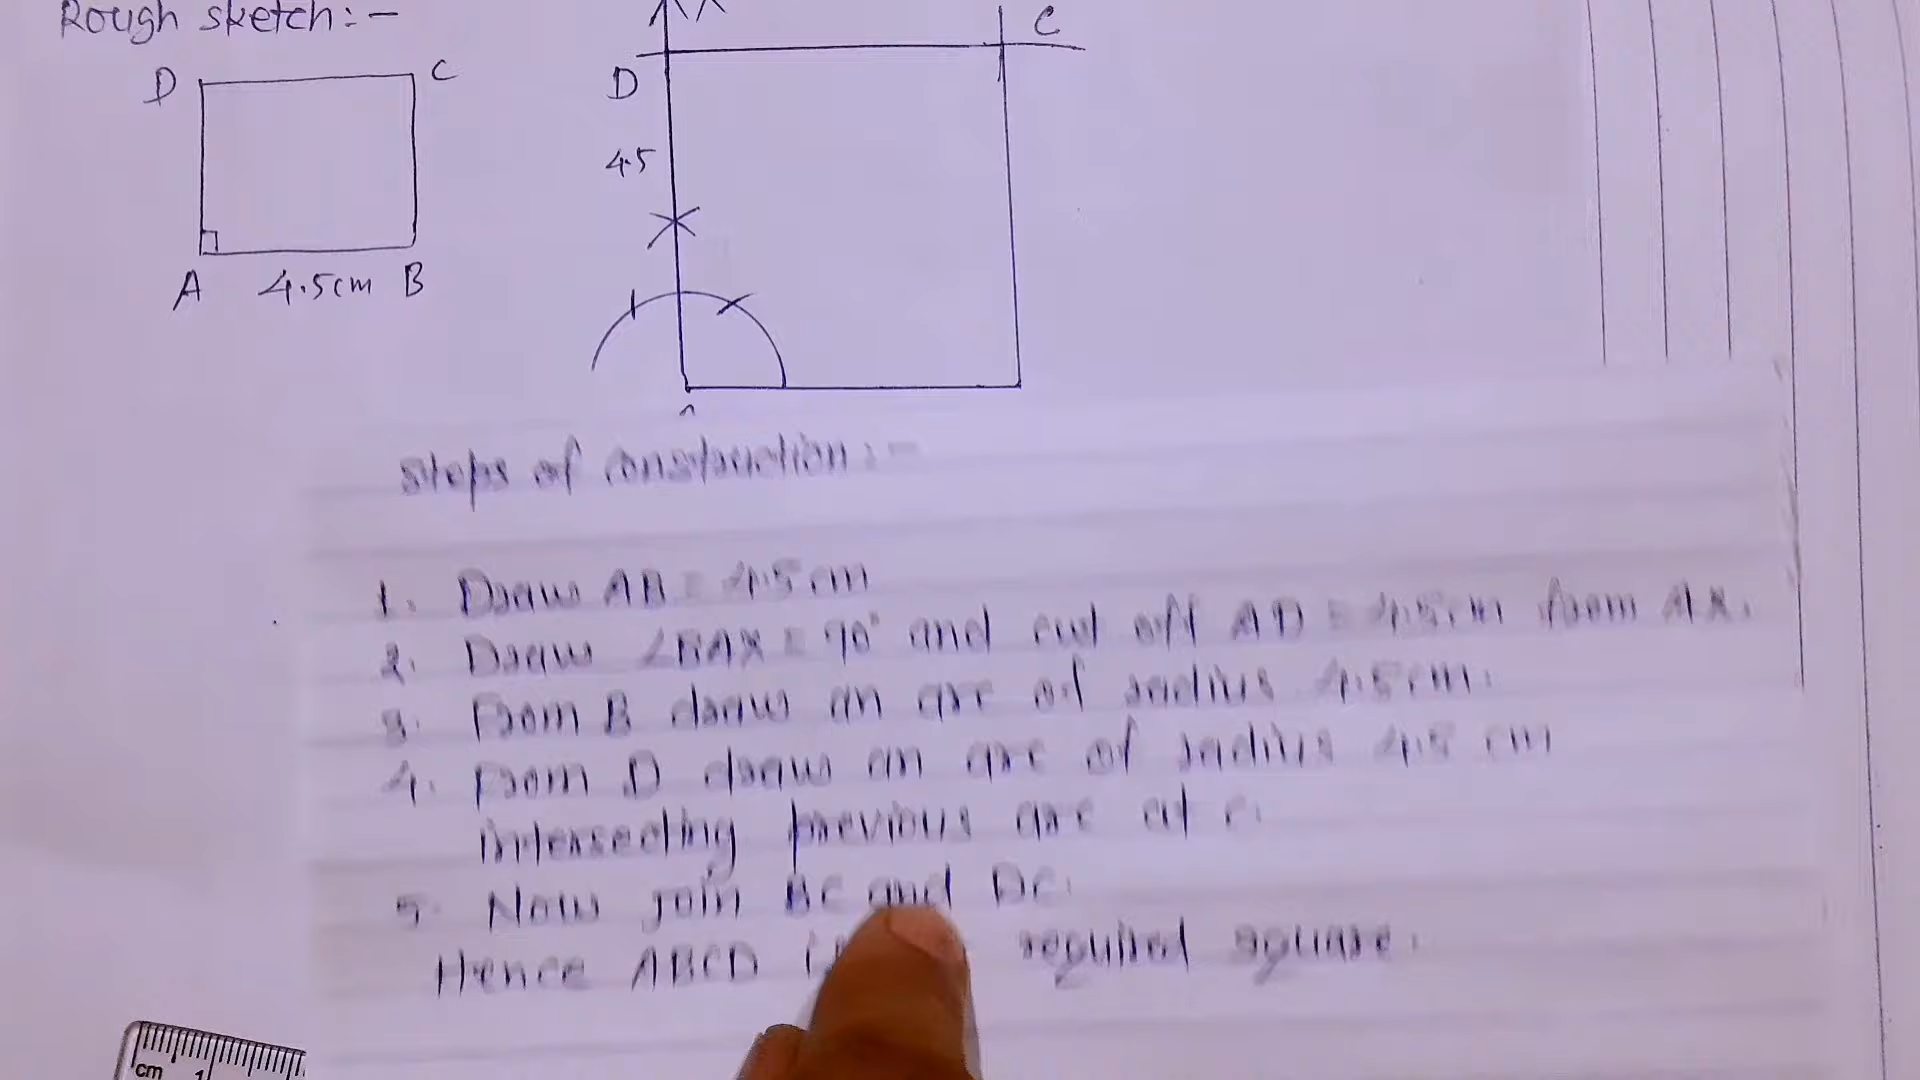 Rough sketch:-
C
D
C
D
4.5
A 4.5cm B
Steps of construction:-
1. Draw AB = 4.5 cm
2. Draw ∠BAX = 90° and cut off AD = 4.5cm from AX.
3. From B draw an arc of radius 4.5cm.
4. From D draw an arc of radius 4.5 cm
intersecting previous arc at c.
5. Now join BC and DC.
Hence ABCD required square.
cm 1